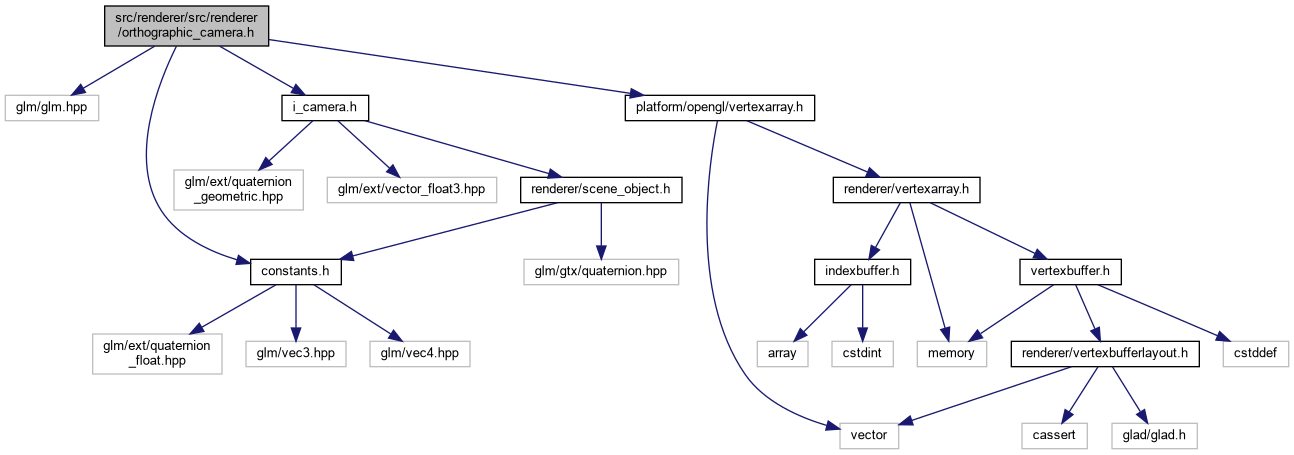 src/renderer/src/renderer
/orthographic_camera.h
glm/glm.hpp
i_camera.h
platform/opengl/vertexarray.h
glm/ext/quaternion
_geometric.hpp
glm/ext/vector_float3.hpp
renderer/scene_object.h
renderer/vertexarray.h
constants.h
glm/gtx/quaternion.hpp
indexbuffer.h
vertexbuffer.h
glm/ext/quaternion
_float.hpp
glm/vec3.hpp
glm/vec4.hpp
array
cstdint
memory
renderer/vertexbufferlayout.h
cstddef
vector
cassert
glad/glad.h